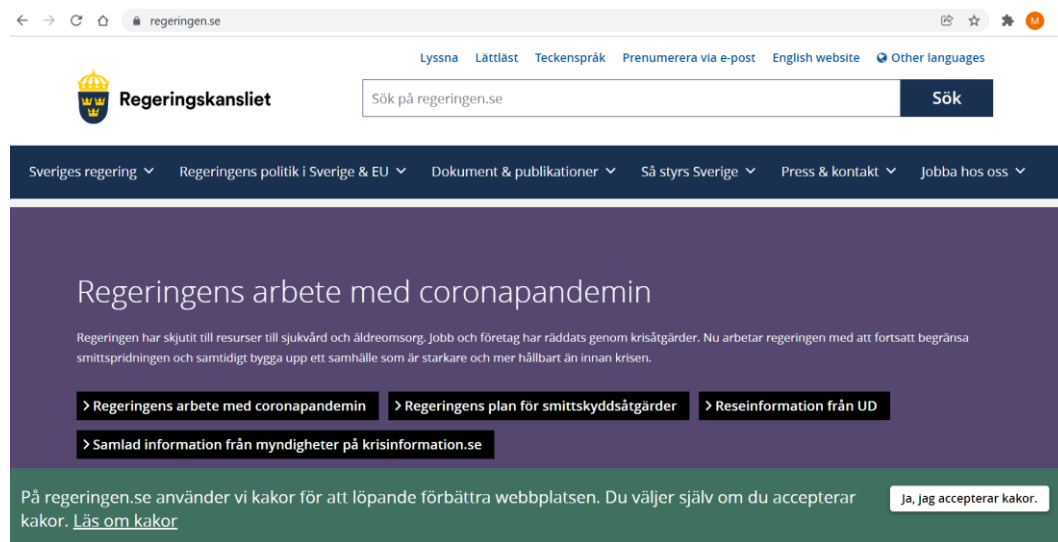 regeringen.se
M
Lyssna Lättläst Teckenspråk Prenumerera via e-post English website Other languages
Regeringskansliet
Sök på regeringen.se
Sök
Sveriges regering Regeringens politik i Sverige & EU Dokument & publikationer Så styrs Sverige Press & kontakt Jobba hos oss
Regeringens arbete med coronapandemin
Regeringen har skjutit till resurser till sjukvård och äldreomsorg. Jobb och företag har räddats genom krisåtgärder. Nu arbetar regeringen med att fortsatt begränsa
smittspridningen och samtidigt bygga upp ett samhälle som är starkare och mer hållbart än innan krisen.
Regeringens arbete med coronapandemin Regeringens plan för smittskyddsåtgärder Reseinformation från UD
Samlad information från myndigheter på krisinformation.se
På regeringen.se använder vi kakor för att löpande förbättra webbplatsen. Du väljer själv om du accepterar
kakor. Läs om kakor
Ja, jag accepterar kakor.